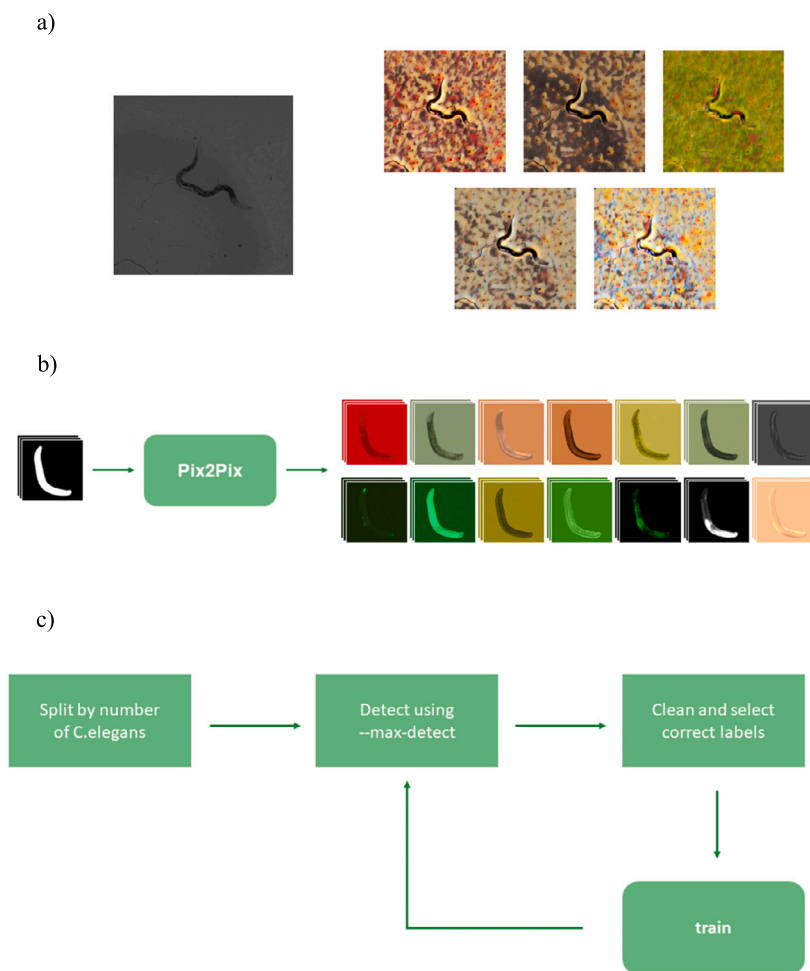 a)
b)
Pix2Pix
c)
Split by number
of C.elegans
Detect using
--max-detect
Clean and select
correct labels
train